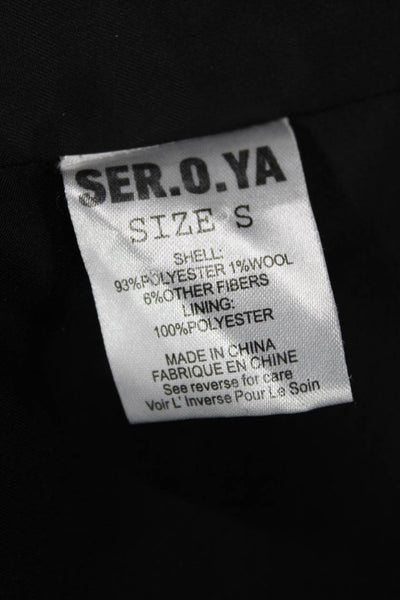 SER.O.YA
SIZE S
SHELL:
93%POLYESTER 1%WOOL
6%OTHER FIBERS
LINING:
100%POLYESTER
MADE IN CHINA
FABRIQUE EN CHINE
See reverse for care
Voir L' Inverse Pour Le Soin